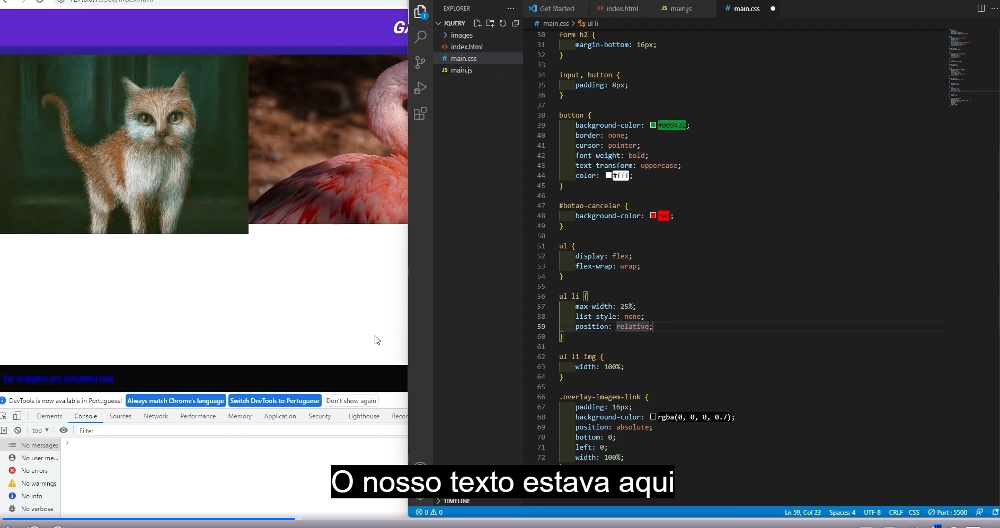 127.0.0.1:5500/index.html
GA
Ver imagem em tamanho real
DevTools is now available in Portuguese! Always match Chrome's language Switch DevTools to Portuguese Don't show again
Elements Console Sources Network Performance Memory Application Security Lighthouse Recor
top Filter
No messages
No user me...
No errors
No warnings
No info
No verbose
1
EXPLORER
JQUERY
images
index.html
main.css
main.js
TIMELINE
Get Started index.html main.js main.css
main.css > ul li
30 form h2 {
31 margin-bottom: 16px;
32 }
33
34 input, button {
35 padding: 8px;
36 }
37
38 button {
39 background-color: #009432;
40 border: none;
41 cursor: pointer;
42 font-weight: bold;
43 text-transform: uppercase;
44 color: #fff;
45 }
46
47 #botao-cancelar {
48 background-color: red;
49 }
50
51 ul {
52 display: flex;
53 flex-wrap: wrap;
54 }
55
56 ul li {
57 max-width: 25%;
58 list-style: none;
59 position: relative;
60 }
61
62 ul li img {
63 width: 100%;
64 }
65
66 .overlay-imagem-link {
67 padding: 16px;
68 background-color: rgba(0, 0, 0, 0.7);
69 position: absolute;
70 bottom: 0;
71 left: 0;
72 width: 100%;
O nosso texto estava aqui
0 0 Ln 59, Col 23 Spaces: 4 UTF-8 CRLF CSS Port : 5500
HD